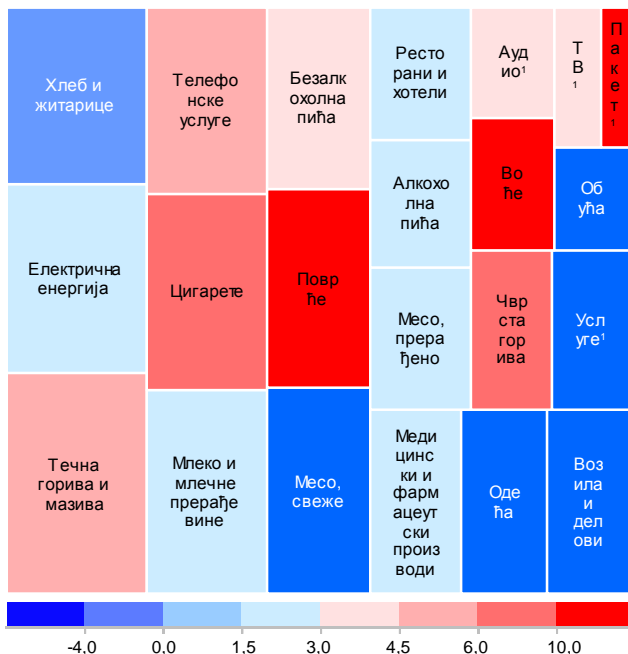 Хлеб и
житарице
Електрична
енергија
Течна
горива и
мазива
Телефо
нске
услуге
Цигарете
Млеко и
млечне
прерађе
вине
Безалк
охолна
пића
Повр
ће
Месо,
свеже
Ресто
рани и
хотели
Алкохо
лна
пића
Месо,
прера
ђено
Меди
цинск
и и
фарм
ацеут
ски
произ
води
Ауд
ио¹
Во
ће
Чвр
ста
гор
ива
Оде
ћа
Т
В
¹
П
а
к
е
т
¹
Об
ућа
Усл
уге¹
Воз
ила
и
дел
ови
-4,0 0,0 1,5 3,0 4,5 6,0 10,0